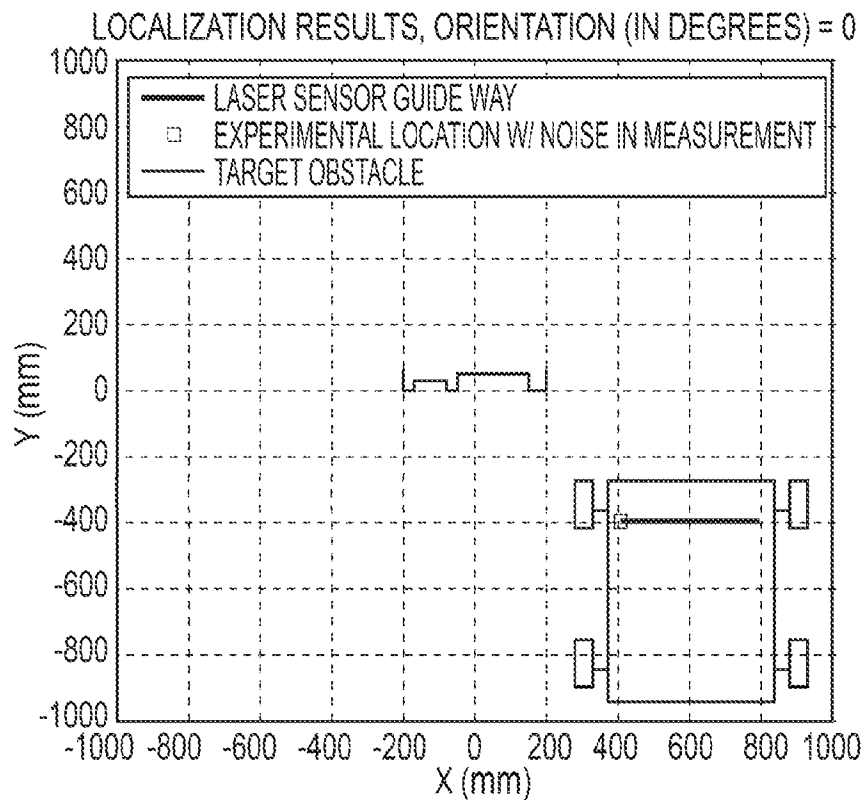 LOCALIZATION RESULTS, ORIENTATION (IN DEGREES) = 0
1000
LASER SENSOR GUIDE WAY
800
EXPERIMENTAL LOCATION W/ NOISE IN MEASUREMENT
TARGET OBSTACLE
600
400
200
0
-200
-400
-600
-800
-1000
Y (mm)
-1000 -800 -600 -400 -200 0 200 400 600 800 1000
X (mm)